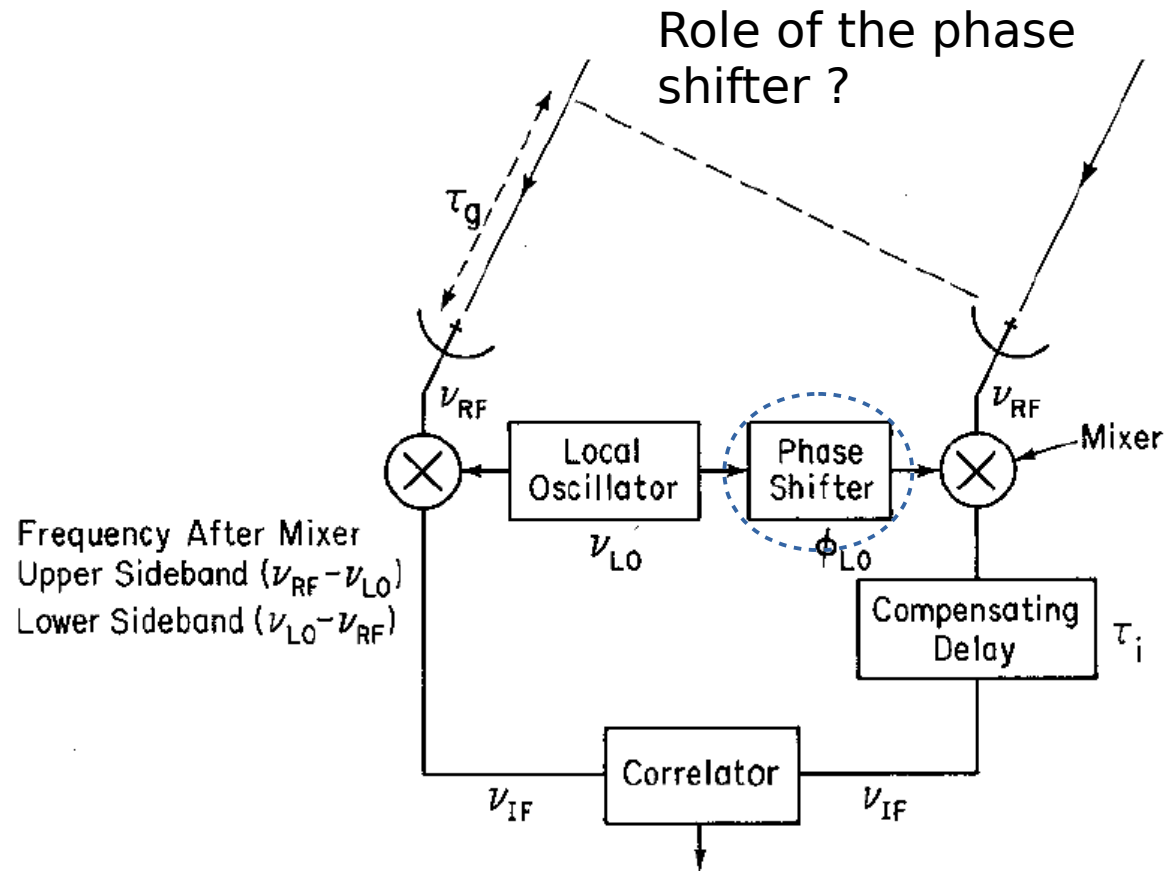 Role of the phase
shifter ?
τg
νRF
νRF
Mixer
Local
Oscillator
Phase
Shifter
νLO
ϕLO
Frequency After Mixer
Upper Sideband (νRF−νLO)
Lower Sideband (νLO−νRF)
Compensating
Delay
τi
Correlator
νIF
νIF